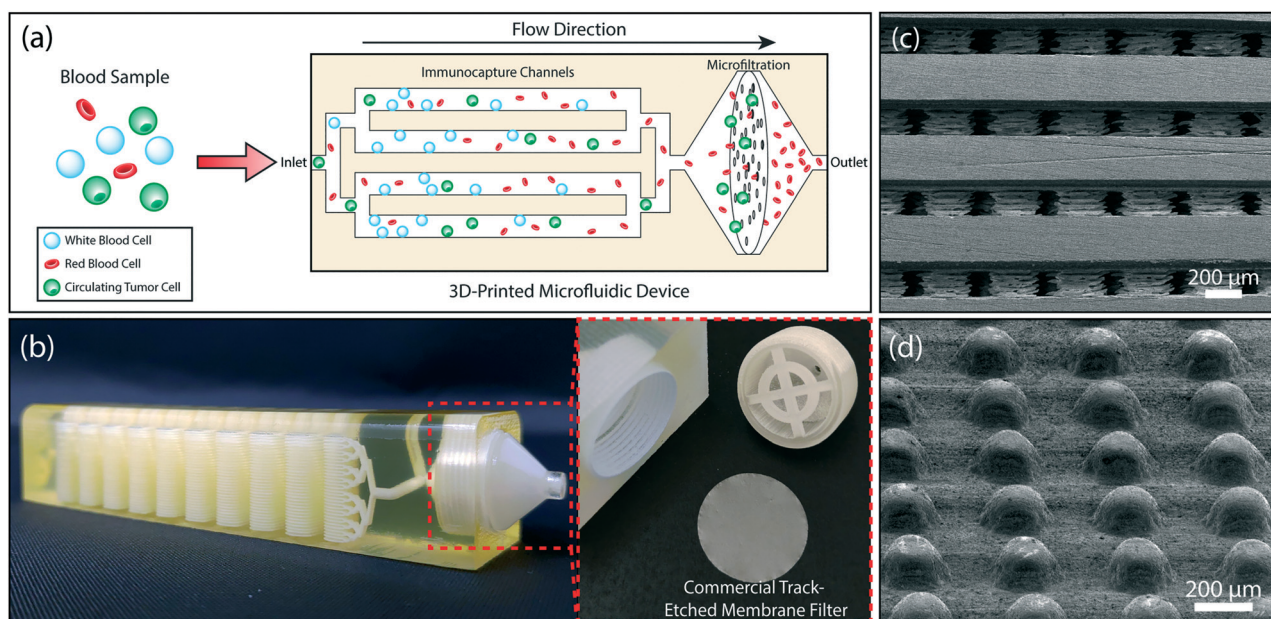 (a)
Flow Direction
Blood Sample
Immunocapture Channels
Microfiltration
Inlet
Outlet
White Blood Cell
Red Blood Cell
Circulating Tumor Cell
3D-Printed Microfluidic Device
(b)
Commercial Track-
Etched Membrane Filter
(c)
200 µm
(d)
200 µm